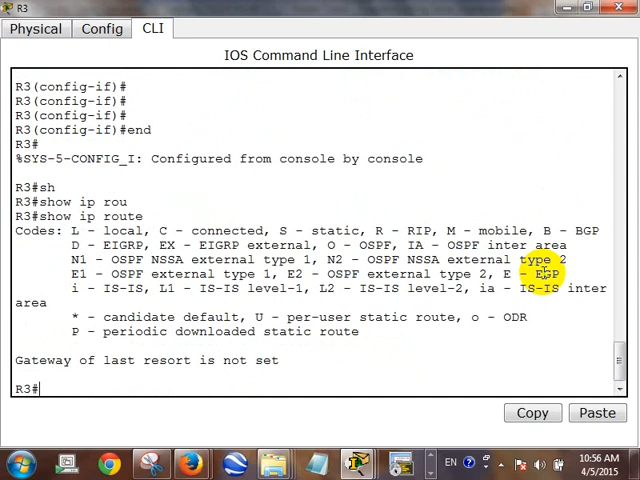 R3
Physical
Config
CLI
IOS Command Line Interface
R3(config-if)#
R3(config-if)#
R3(config-if)#
R3(config-if)#end
R3#
%SYS-5-CONFIG_I: Configured from console by console
R3#sh
R3#show ip rou
R3#show ip route
Codes: L - local, C - connected, S - static, R - RIP, M - mobile, B - BGP
D - EIGRP, EX - EIGRP external, O - OSPF, IA - OSPF inter area
N1 - OSPF NSSA external type 1, N2 - OSPF NSSA external type 2
E1 - OSPF external type 1, E2 - OSPF external type 2, E - EGP
i - IS-IS, L1 - IS-IS level-1, L2 - IS-IS level-2, ia - IS-IS inter
area
* - candidate default, U - per-user static route, o - ODR
P - periodic downloaded static route
Gateway of last resort is not set
R3#
Copy
Paste
EN
10:56 AM
4/5/2015